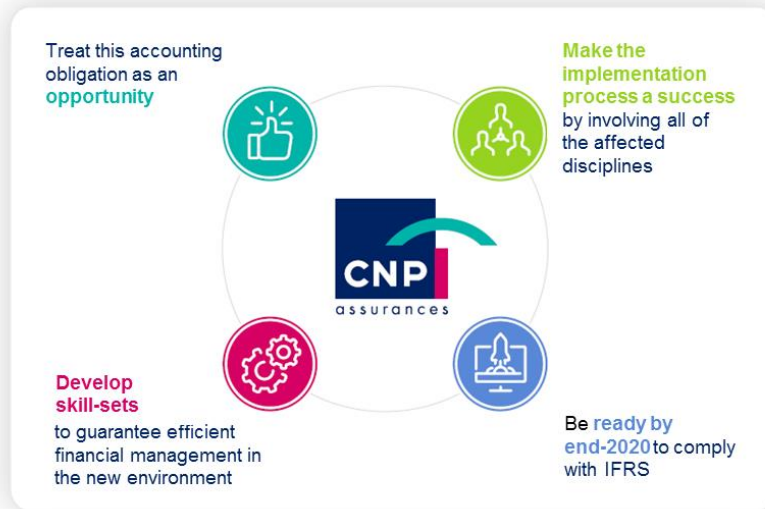 Treat this accounting
obligation as an
opportunity
Make the
implementation
process a success
by involving all of
the affected
disciplines
CNP
assurances
Develop
skill-sets
to guarantee efficient
financial management in
the new environment
Be ready by
end-2020 to comply
with IFRS